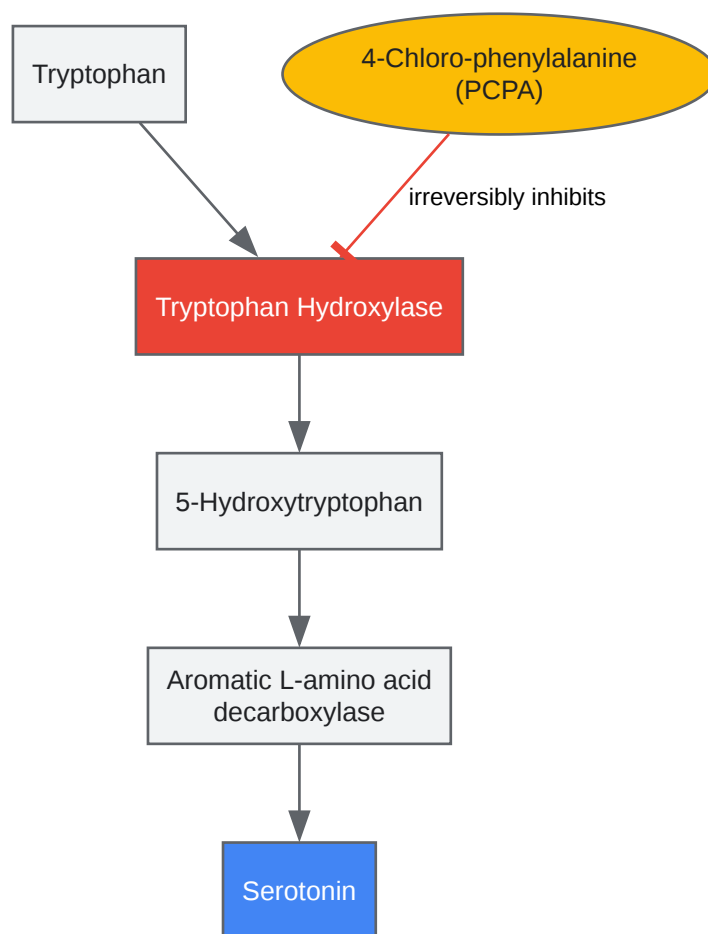 Tryptophan
4-Chloro-phenylalanine
(PCPA)
irreversibly inhibits
Tryptophan Hydroxylase
5-Hydroxytryptophan
Aromatic L-amino acid
decarboxylase
Serotonin